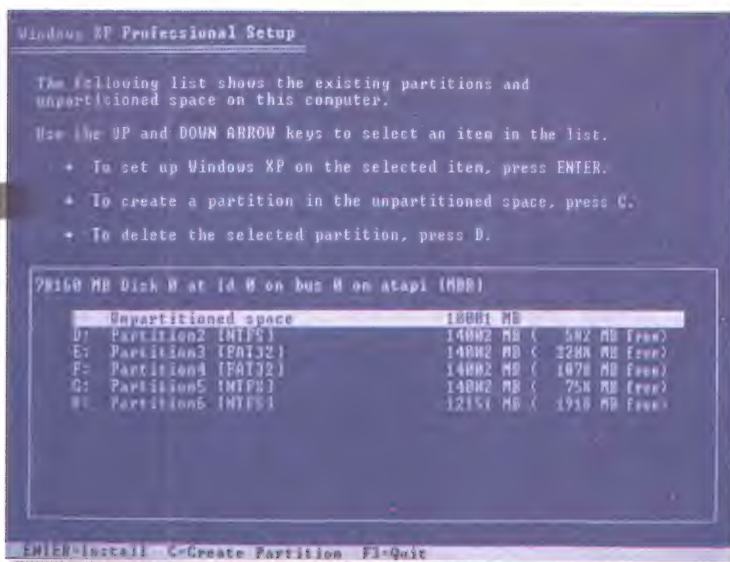 Windows XP Professional Setup
The following list shows the existing partitions and
unpartitioned space on this computer.
Use the UP and DOWN ARROW keys to select an item in the list.
• To set up Windows XP on the selected item, press ENTER.
• To create a partition in the unpartitioned space, press C.
• To delete the selected partition, press D.
MB Disk 0 at Id 0 on bus 0 on atapi [MBR]
Unpartitioned space MB
D: Partition2 [NTFS] 14002 MB ( MB free)
E: Partition3 [FAT32] 14002 MB ( MB free)
F: Partition4 [FAT32] 14002 MB ( MB free)
G: Partition5 [NTFS] 14002 MB ( MB free)
Partition6 [NTFS] MB ( MB free)
ENTER=Install C=Create Partition F3=Quit